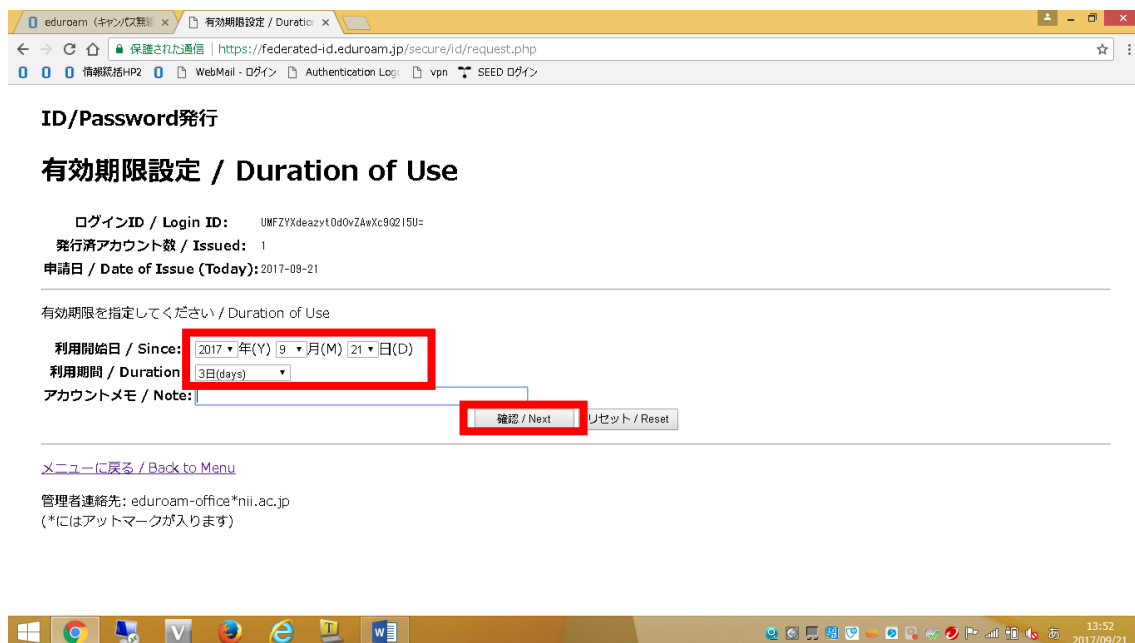 eduroam (キャンパス無線
有効期限設定 / Duration
保護された通信 | https://federated-id.eduroam.jp/secure/id/request.php
情報統括HP2 WebMail - ログイン Authentication Log vpn SEED ログイン
ID/Password発行
有効期限設定 / Duration of Use
ログインID / Login ID: UMFZYXdeazyt0dOvZAwXc9Q2I5U=
発行済アカウント数 / Issued: 1
申請日 / Date of Issue (Today): 2017-09-21
有効期限を指定してください / Duration of Use
利用開始日 / Since: 2017 年(Y) 9 月(M) 21 日(D)
利用期間 / Duration 3日(days)
アカウントメモ / Note:
確認 / Next リセット / Reset
メニューに戻る / Back to Menu
管理者連絡先: eduroam-office*nii.ac.jp
(*にはアットマークが入ります)
あ 13:52
2017/09/21